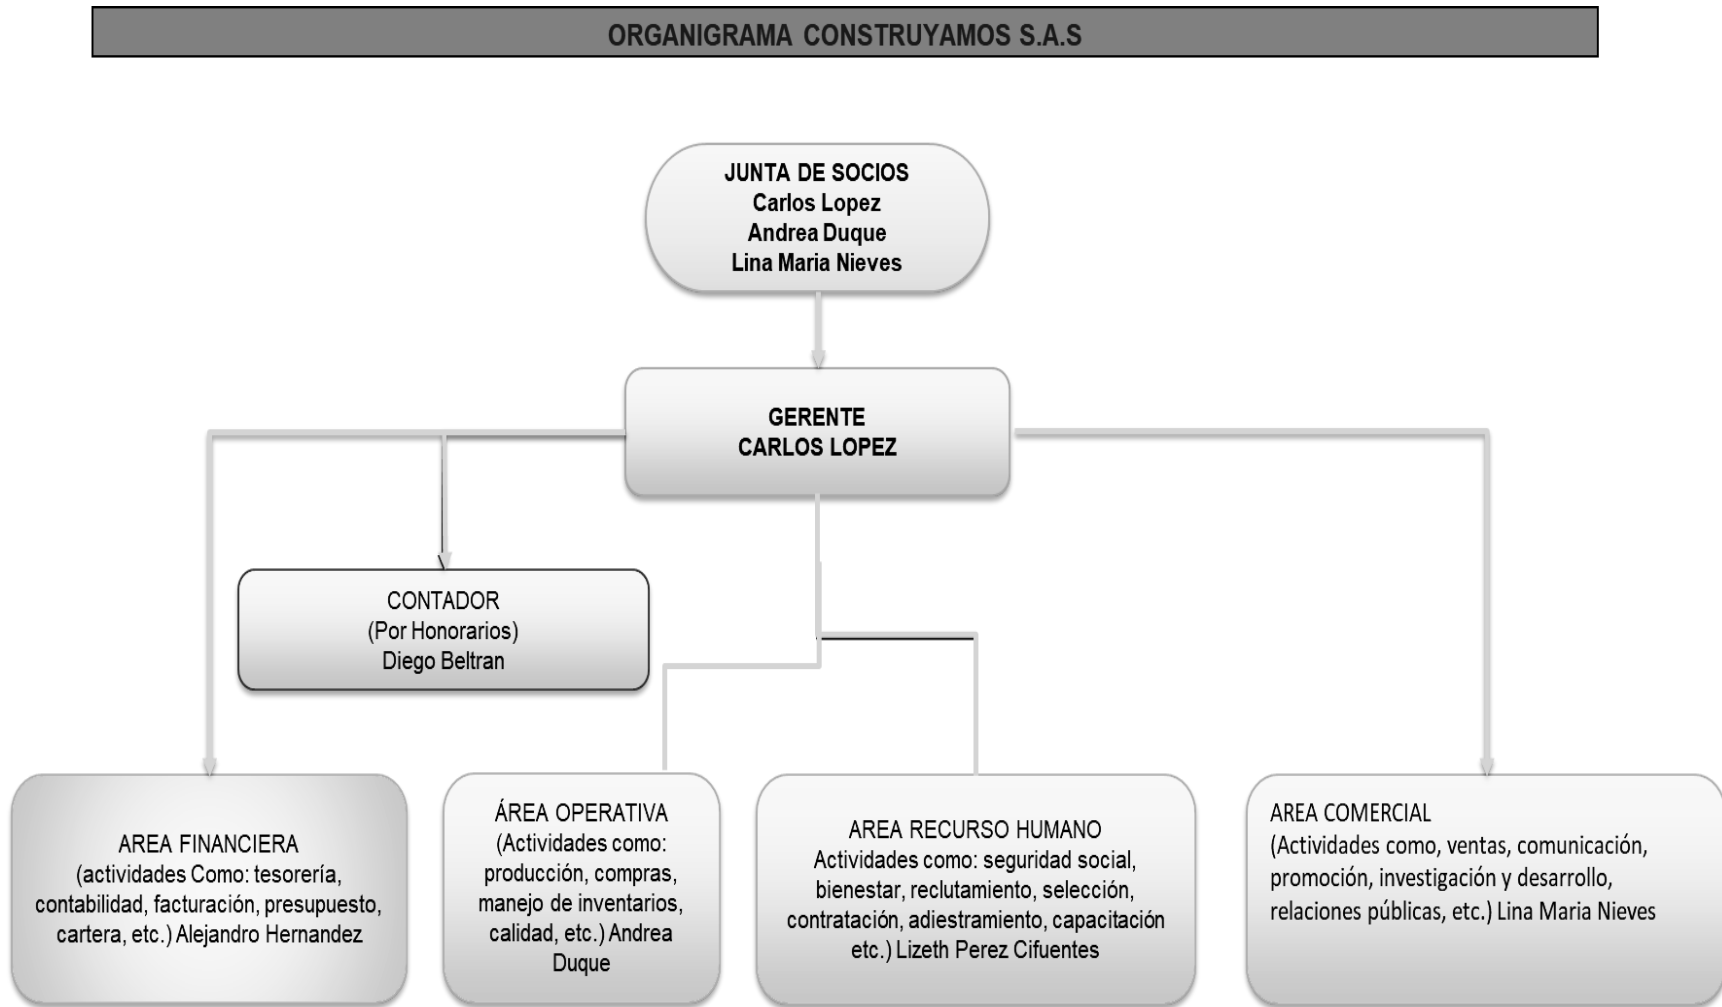 ORGANIGRAMA CONSTRUYAMOS S.A.S
JUNTA DE SOCIOS
Carlos Lopez
Andrea Duque
Lina Maria Nieves
GERENTE
CARLOS LOPEZ
CONTADOR
(Por Honorarios)
Diego Beltran
AREA FINANCIERA
(actividades Como: tesorería,
contabilidad, facturación, presupuesto,
cartera, etc.) Alejandro Hernandez
ÁREA OPERATIVA
(Actividades como:
producción, compras,
manejo de inventarios,
calidad, etc.) Andrea
Duque
AREA RECURSO HUMANO
Actividades como: seguridad social,
bienestar, reclutamiento, selección,
contratación, adiestramiento, capacitación
etc.) Lizeth Perez Cifuentes
AREA COMERCIAL
(Actividades como, ventas, comunicación,
promoción, investigación y desarrollo,
relaciones públicas, etc.) Lina Maria Nieves